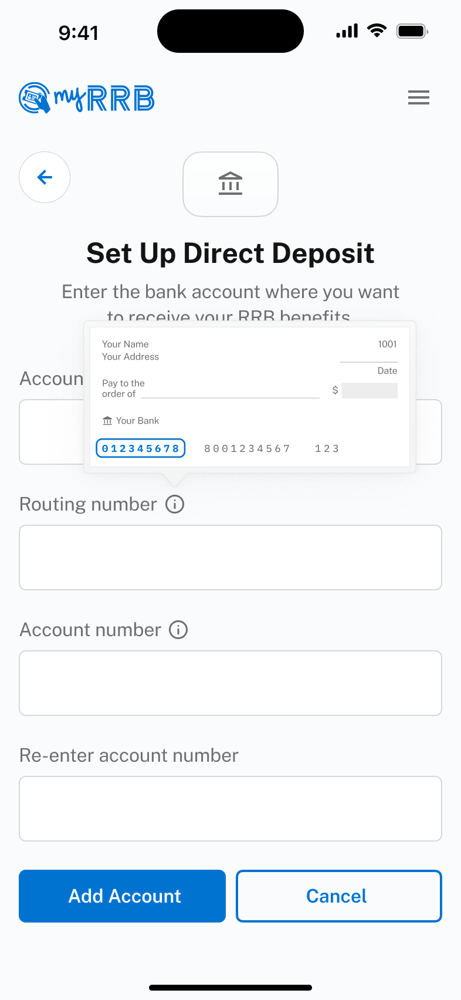 9:41
myRRB
Set Up Direct Deposit
Enter the bank account where you want
to receive your RRB benefits
Your Name
1001
Your Address
Date
Accoun
Pay to the
order of
$
Your Bank
012345678 8001234567 123
Routing number
Account number
Re-enter account number
Add Account
Cancel